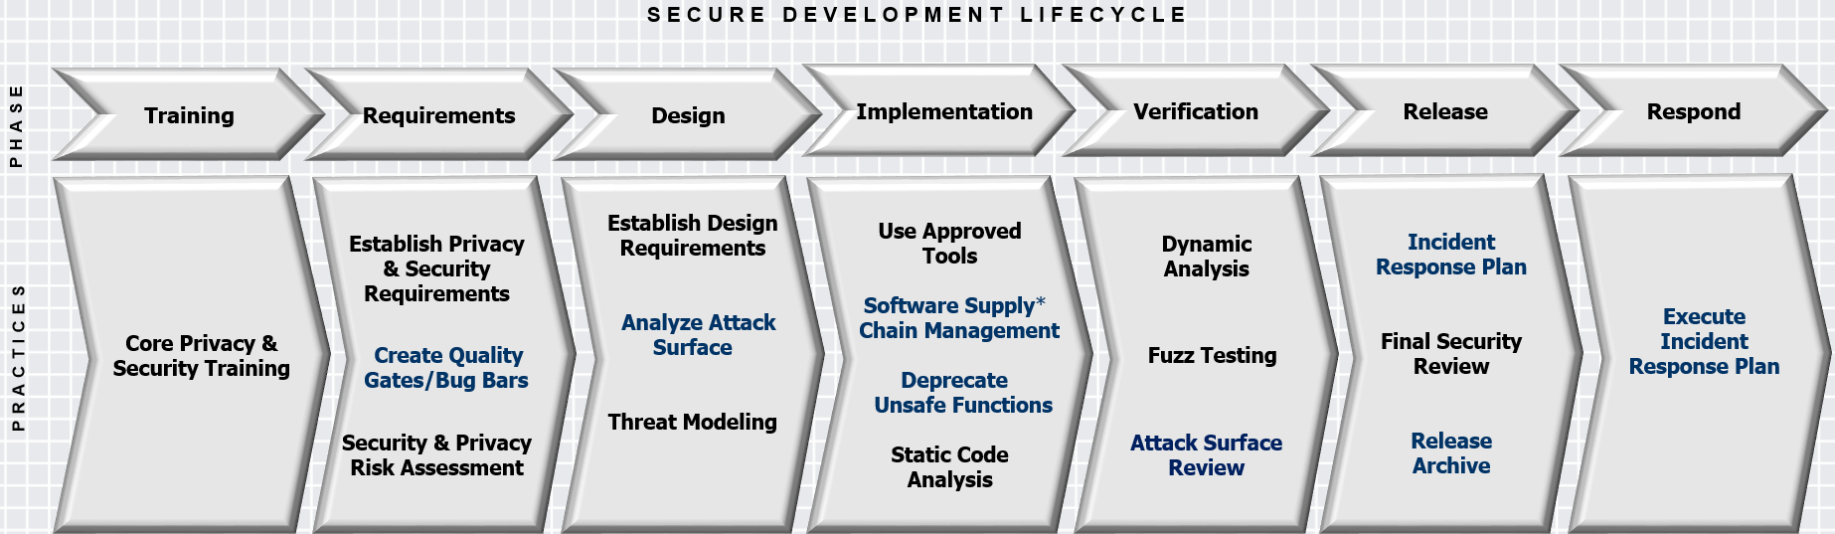 SECURE DEVELOPMENT LIFECYCLE
PHASE
Training
Requirements
Design
Implementation
Verification
Release
Respond
PRACTICES
Core Privacy &
Security Training
Establish Privacy
& Security
Requirements
Create Quality
Gates/Bug Bars
Security & Privacy
Risk Assessment
Establish Design
Requirements
Analyze Attack
Surface
Threat Modeling
Use Approved
Tools
Software Supply*
Chain Management
Deprecate
Unsafe Functions
Static Code
Analysis
Dynamic
Analysis
Fuzz Testing
Attack Surface
Review
Incident
Response Plan
Final Security
Review
Release
Archive
Execute
Incident
Response Plan